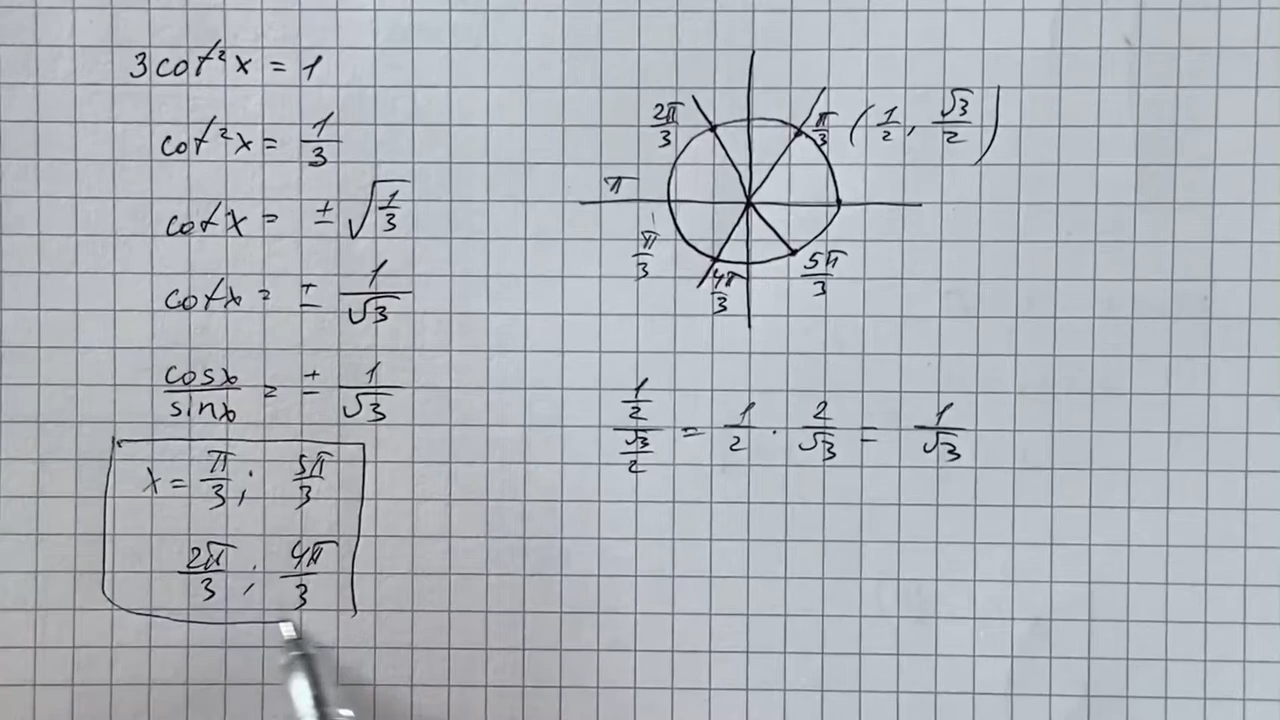 3cot²x = 1
cot²x = 1/3
cotx = ± √(1/3)
cotx = ± 1/√3
cosx/sinx = ± 1/√3
x = π/3 ; 5π/3
2π/3 ; 4π/3
2π/3
π/3 (1/2, √3/2)
π
π/3
4π/3
5π/3
(1/2)/(√3/2) = 1/2 · 2/√3 = 1/√3